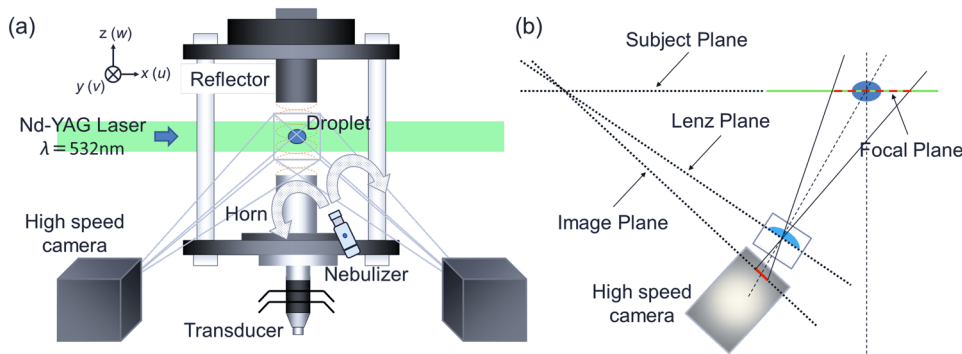 (a)
z (w)
x (u)
y (v)
Reflector
Nd-YAG Laser
λ=532nm
Droplet
Horn
High speed
camera
Nebulizer
Transducer
(b)
Subject Plane
Lenz Plane
Focal Plane
Image Plane
High speed
camera